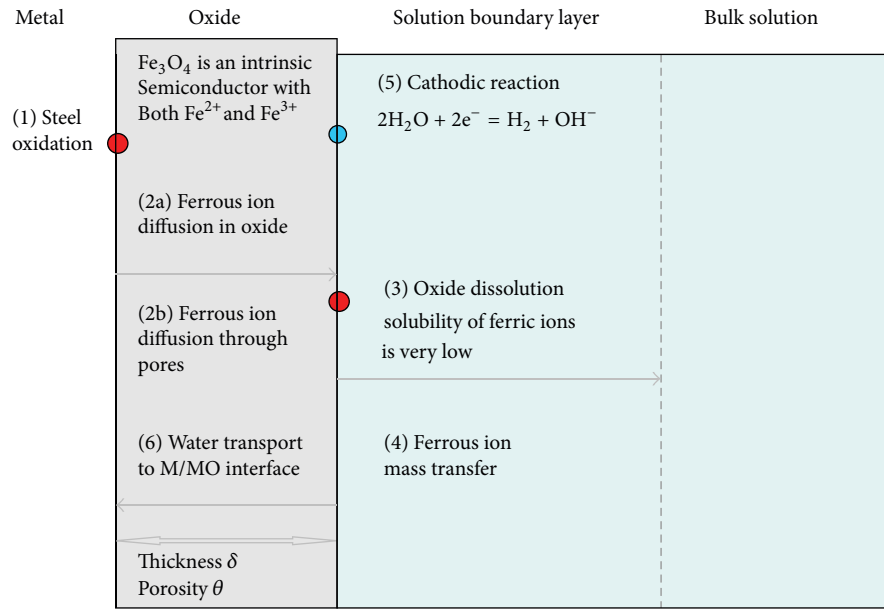 Metal
Oxide
Solution boundary layer
Bulk solution
Fe₃O₄ is an intrinsic
Semiconductor with
Both Fe²⁺ and Fe³⁺
(1) Steel
oxidation
(5) Cathodic reaction
2H₂O + 2e⁻ = H₂ + OH⁻
(2a) Ferrous ion
diffusion in oxide
(2b) Ferrous ion
diffusion through
pores
(3) Oxide dissolution
solubility of ferric ions
is very low
(6) Water transport
to M/MO interface
(4) Ferrous ion
mass transfer
Thickness δ
Porosity θ